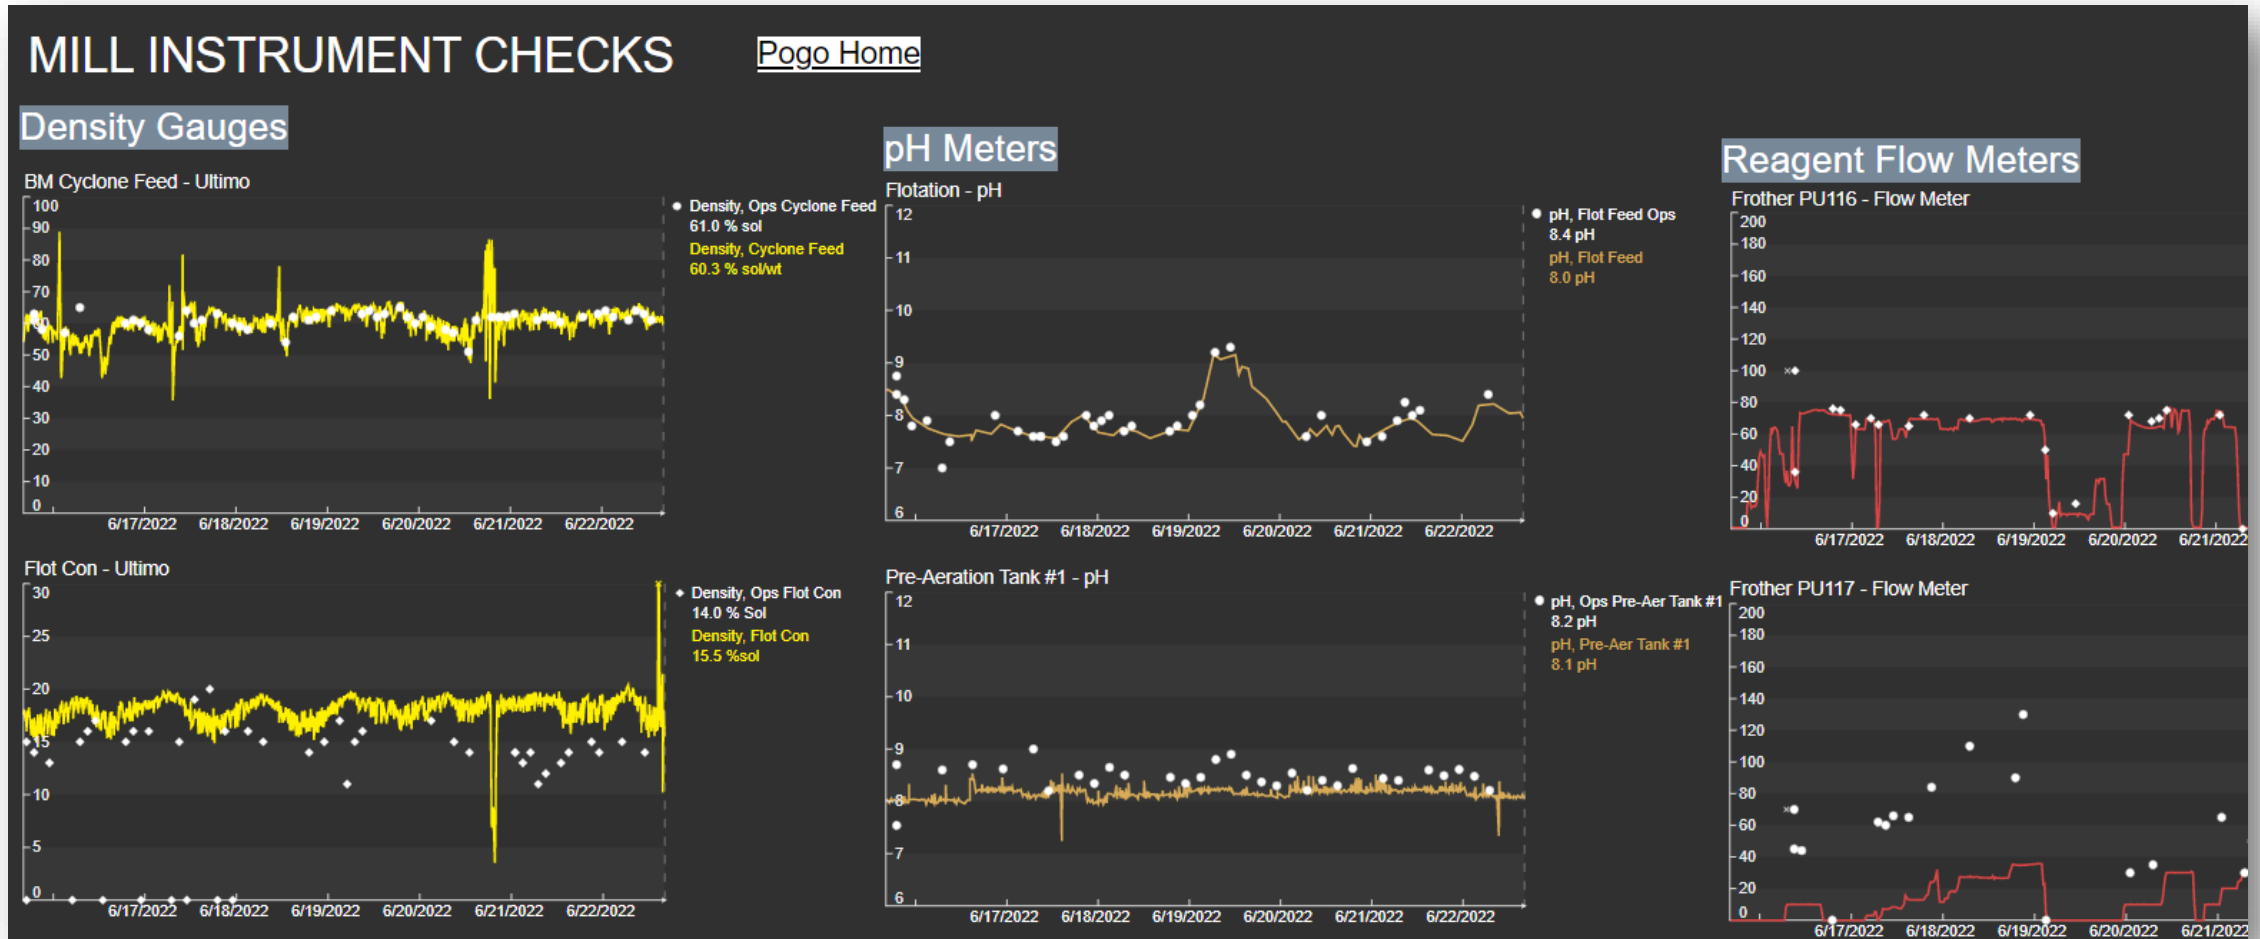 MILL INSTRUMENT CHECKS
Pogo Home
Density Gauges
BM Cyclone Feed - Ultimo
100
90
80
70
60
50
40
30
20
10
0
6/17/2022 6/18/2022 6/19/2022 6/20/2022 6/21/2022 6/22/2022
Density, Ops Cyclone Feed
61.0 % sol
Density, Cyclone Feed
60.3 % sol/wt
Flot Con - Ultimo
30
25
20
15
10
5
0
6/17/2022 6/18/2022 6/19/2022 6/20/2022 6/21/2022 6/22/2022
Density, Ops Flot Con
14.0 % Sol
Density, Flot Con
15.5 %sol
pH Meters
Flotation - pH
12
11
10
9
8
7
6
6/17/2022 6/18/2022 6/19/2022 6/20/2022 6/21/2022 6/22/2022
pH, Flot Feed Ops
8.4 pH
pH, Flot Feed
8.0 pH
Pre-Aeration Tank #1 - pH
12
11
10
9
8
7
6
6/17/2022 6/18/2022 6/19/2022 6/20/2022 6/21/2022 6/22/2022
pH, Ops Pre-Aer Tank #1
8.2 pH
pH, Pre-Aer Tank #1
8.1 pH
Reagent Flow Meters
Frother PU116 - Flow Meter
200
180
160
140
120
100
80
60
40
20
0
6/17/2022 6/18/2022 6/19/2022 6/20/2022 6/21/2022
Frother PU117 - Flow Meter
200
180
160
140
120
100
80
60
40
20
0
6/17/2022 6/18/2022 6/19/2022 6/20/2022 6/21/2022